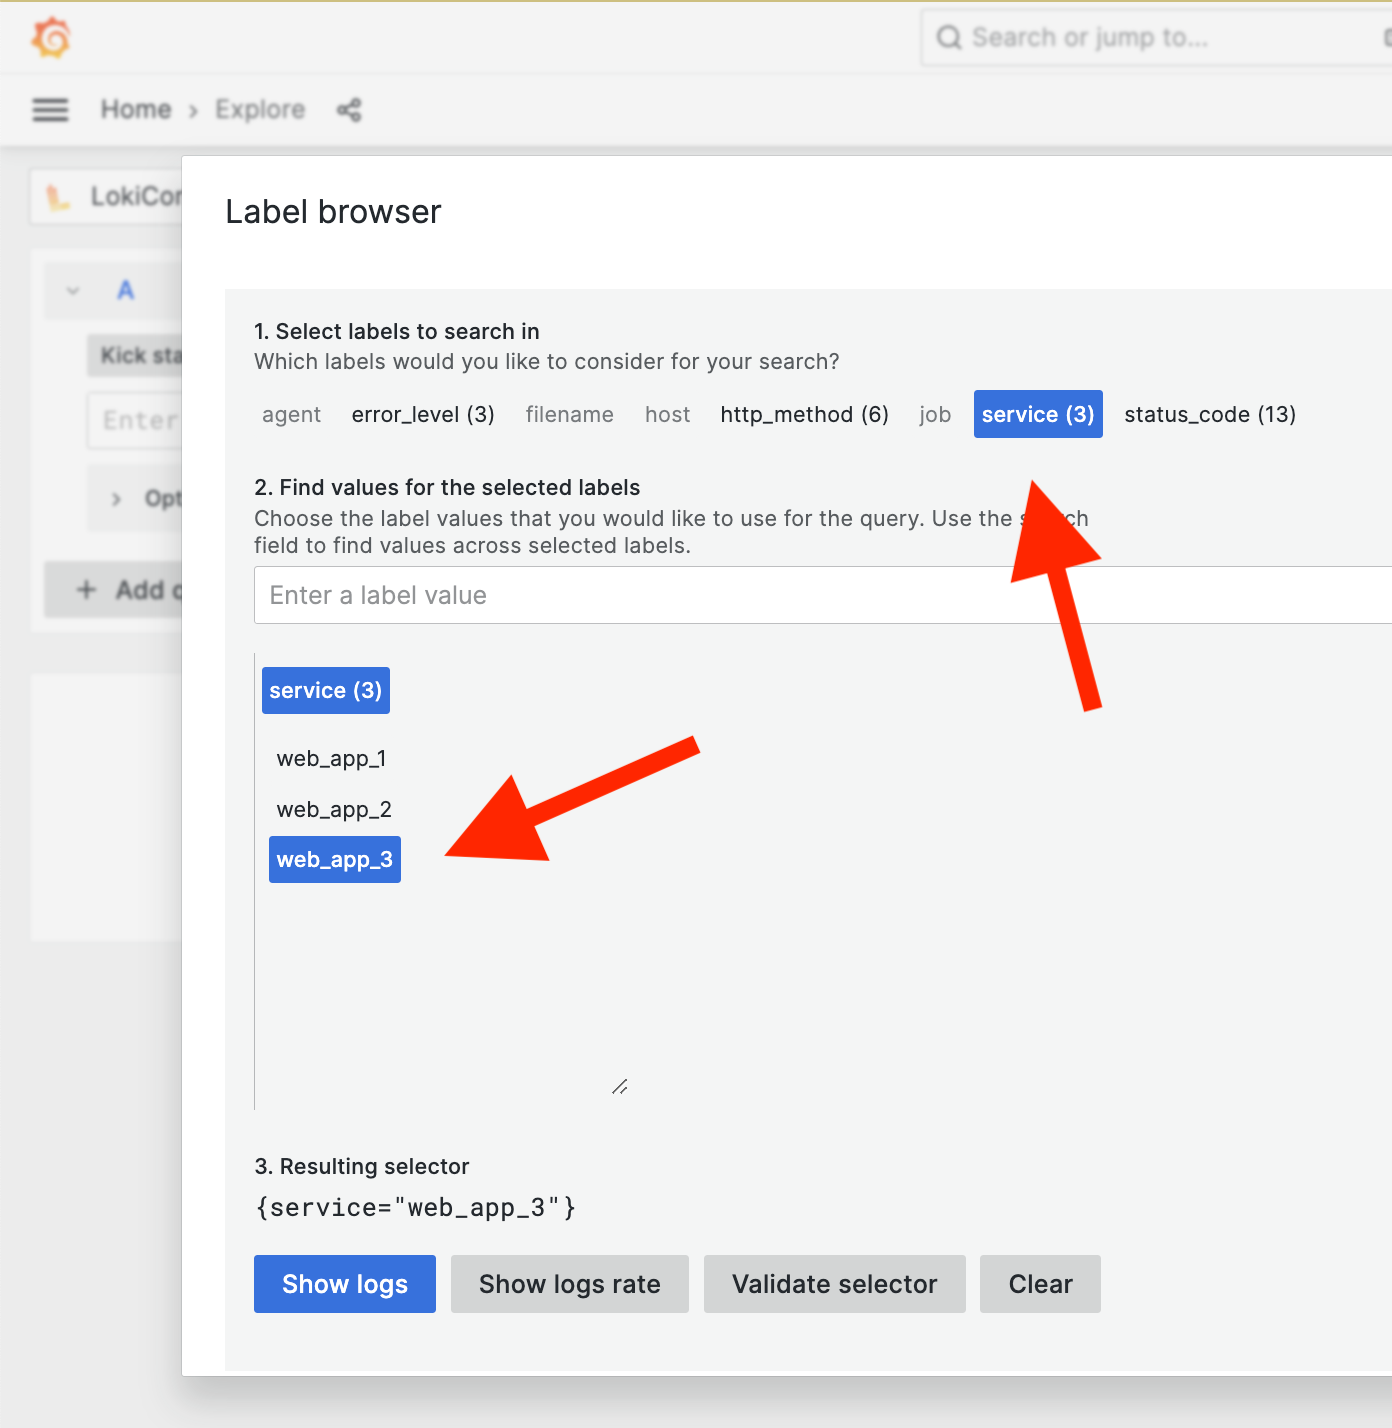 Search or jump to...
Home › Explore
LokiCor
Label browser
A
1. Select labels to search in
Which labels would you like to consider for your search?
Kick sta
agent error_level (3) filename host http_method (6) job service (3) status_code (13)
Enter
2. Find values for the selected labels
Opt
Choose the label values that you would like to use for the query. Use the s ch
field to find values across selected labels.
+ Add
Enter a label value
service (3)
web_app_1
web_app_2
web_app_3
3. Resulting selector
{service="web_app_3"}
Show logs Show logs rate Validate selector Clear